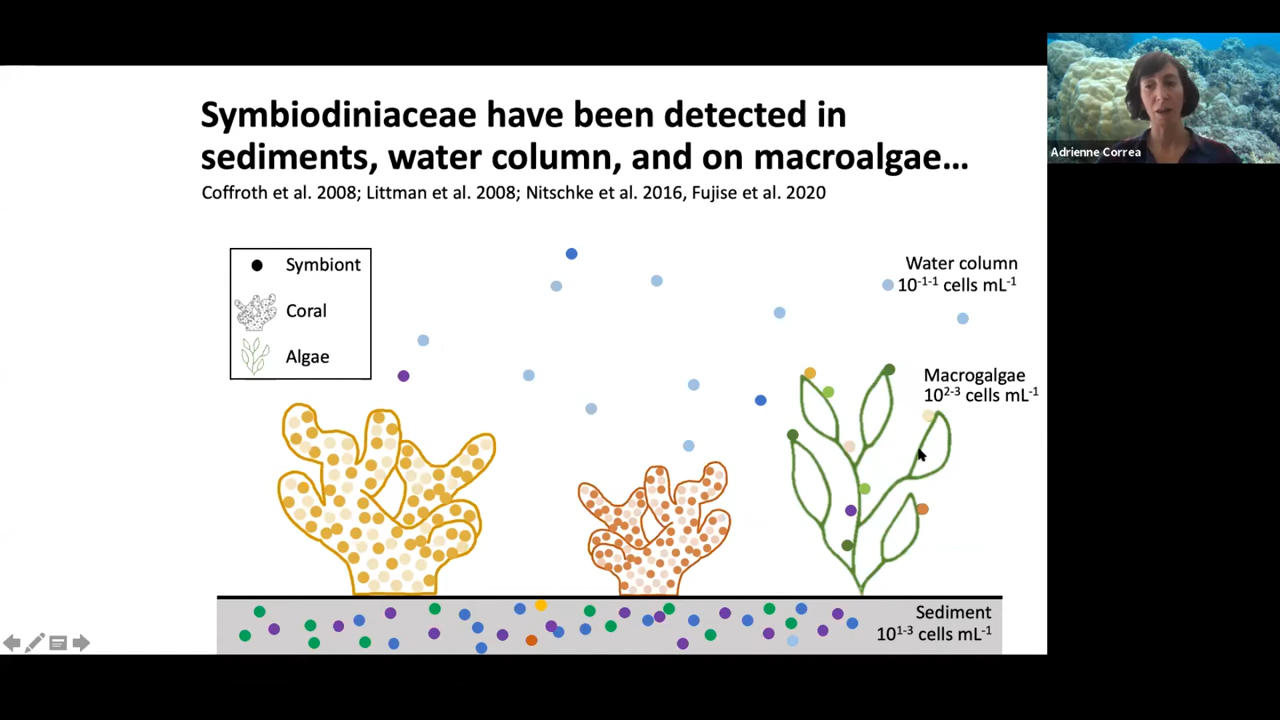 Symbiodiniaceae have been detected in
sediments, water column, and on macroalgae...
Coffroth et al. 2008; Littman et al. 2008; Nitschke et al. 2016, Fujise et al. 2020
Adrienne Correa
Symbiont
Coral
Algae
Water column
10⁻¹⁻¹ cells mL⁻¹
Macrogalgae
10²⁻³ cells mL⁻¹
Sediment
10¹⁻³ cells mL⁻¹